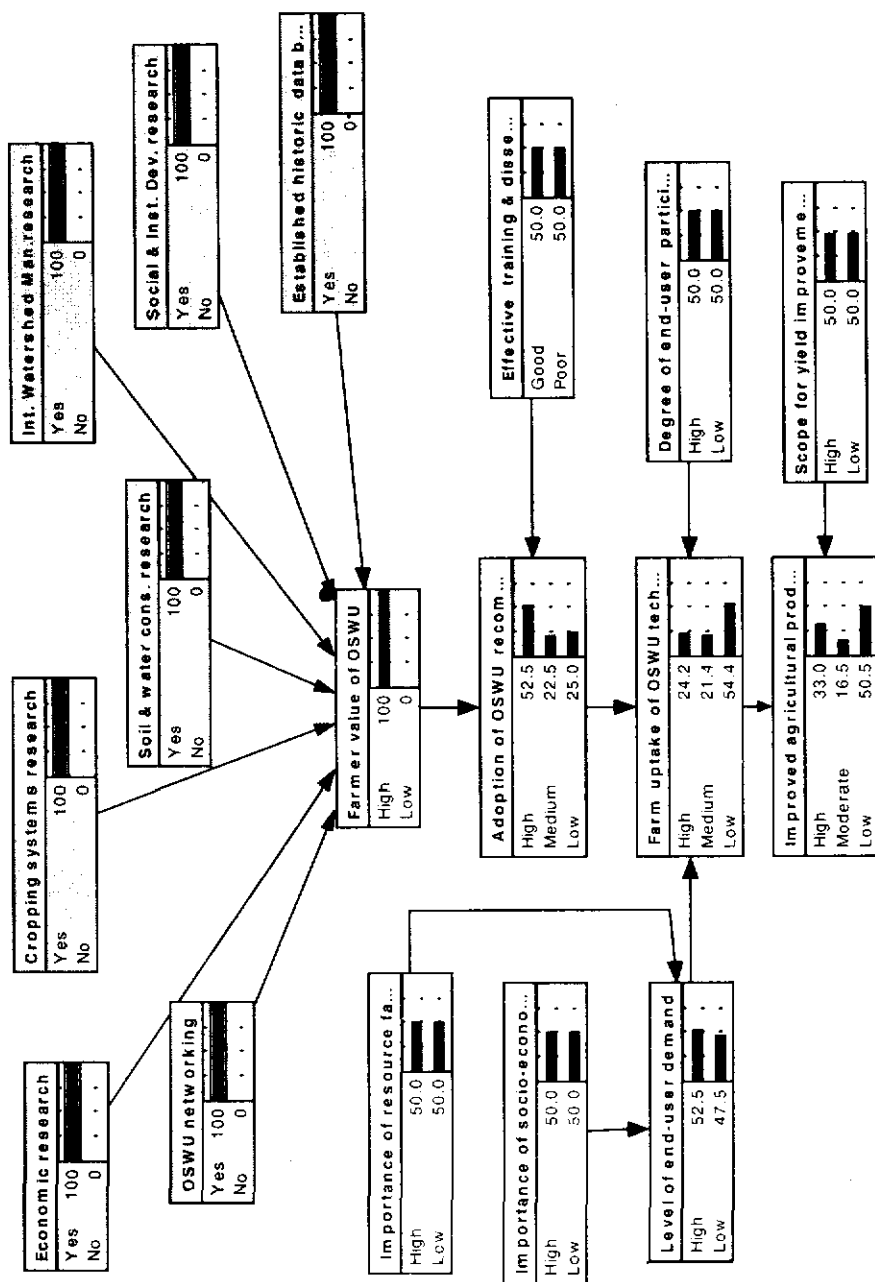 Economic research
Yes 100
No 0
Cropping systems research
Yes 100
No 0
Int. Watershed Man.research
Yes 100
No 0
OSWU networking
Yes 100
No 0
Soil & water cons. research
Yes 100
No 0
Social & Inst. Dev. research
Yes 100
No 0
Farmer value of OSWU
High 100
Low 0
Established historic data b...
Yes 100
No 0
Importance of resource fa...
High 50.0
Low 50.0
Adoption of OSWU recom...
High 52.5
Medium 22.5
Low 25.0
Effective training & disse...
Good 50.0
Poor 50.0
Importance of socio-econo...
High 50.0
Low 50.0
Level of end-user demand
High 52.5
Low 47.5
Farm uptake of OSWU tech...
High 24.2
Medium 21.4
Low 54.4
Degree of end-user partici...
High 50.0
Low 50.0
Improved agricultural prod...
High 33.0
Moderate 16.5
Low 50.5
Scope for yield improveme...
High 50.0
Low 50.0